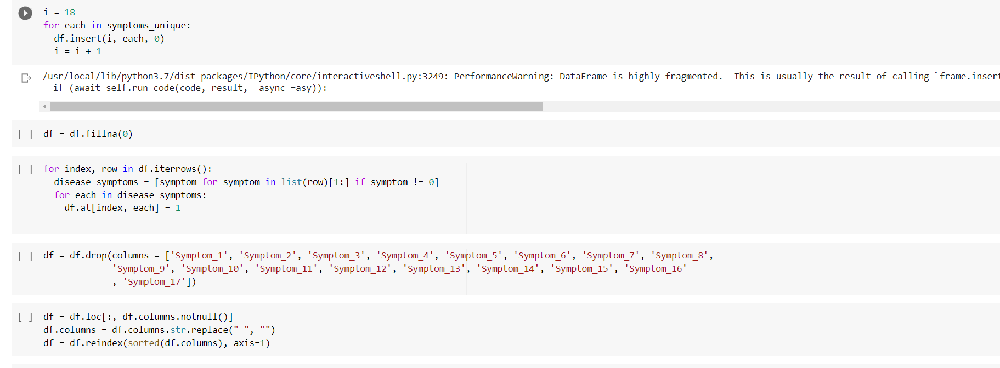 i = 18
for each in symptoms_unique:
  df.insert(i, each, 0)
  i = i + 1
/usr/local/lib/python3.7/dist-packages/IPython/core/interactiveshell.py:3249: PerformanceWarning: DataFrame is highly fragmented.  This is usually the result of calling `frame.insert
  if (await self.run_code(code, result,  async_=asy)):
[ ] df = df.fillna(0)
[ ] for index, row in df.iterrows():
  disease_symptoms = [symptom for symptom in list(row)[1:] if symptom != 0]
  for each in disease_symptoms:
    df.at[index, each] = 1
[ ] df = df.drop(columns = ['Symptom_1', 'Symptom_2', 'Symptom_3', 'Symptom_4', 'Symptom_5', 'Symptom_6', 'Symptom_7', 'Symptom_8',
             'Symptom_9', 'Symptom_10', 'Symptom_11', 'Symptom_12', 'Symptom_13', 'Symptom_14', 'Symptom_15', 'Symptom_16'
             , 'Symptom_17'])
[ ] df = df.loc[:, df.columns.notnull()]
df.columns = df.columns.str.replace(" ", "")
df = df.reindex(sorted(df.columns), axis=1)